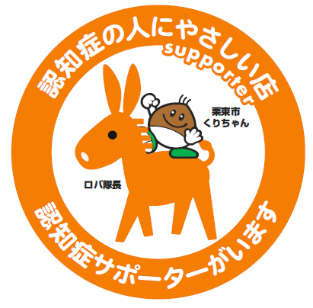 認知症の人にやさしい店
supporter
栗東市
くりちゃん
ロバ隊長
認知症サポーターがいます